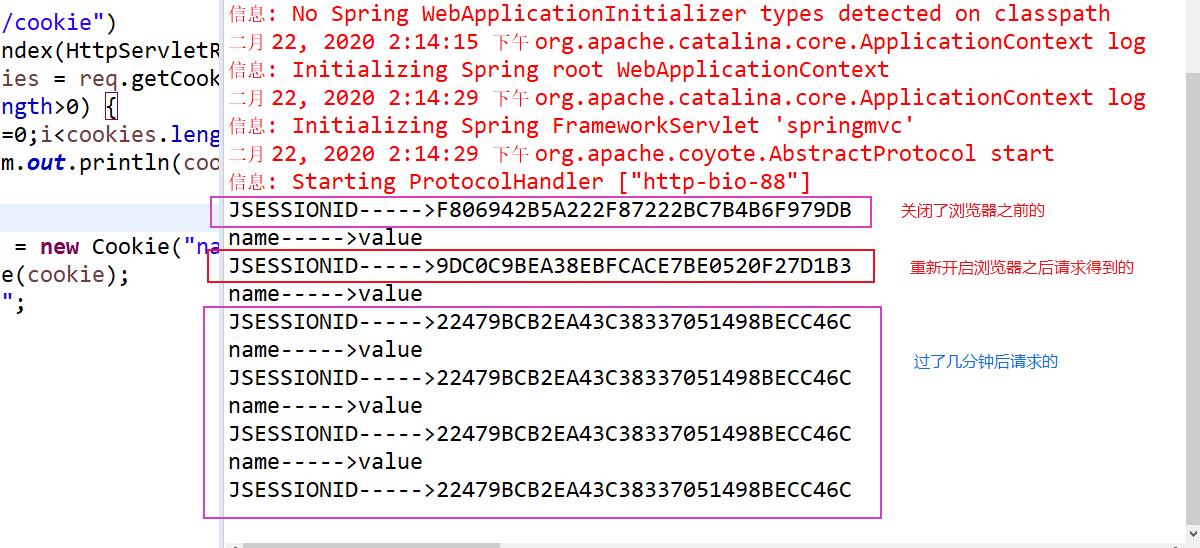 /cookie")
ndex(HttpServletR
ies = req.getCook
ngth>0) {
=0;i<cookies.leng
m.out.println(coo
= new Cookie("na
e(cookie);
";
信息: No Spring WebApplicationInitializer types detected on classpath
二月 22, 2020 2:14:15 下午 org.apache.catalina.core.ApplicationContext log
信息: Initializing Spring root WebApplicationContext
二月 22, 2020 2:14:29 下午 org.apache.catalina.core.ApplicationContext log
信息: Initializing Spring FrameworkServlet 'springmvc'
二月 22, 2020 2:14:29 下午 org.apache.coyote.AbstractProtocol start
信息: Starting ProtocolHandler ["http-bio-88"]
JSESSIONID----->F806942B5A222F87222BC7B4B6F979DB 关闭了浏览器之前的
name----->value
JSESSIONID----->9DC0C9BEA38EBFCACE7BE0520F27D1B3 重新开启浏览器之后请求得到的
name----->value
JSESSIONID----->22479BCB2EA43C38337051498BECC46C
name----->value 过了几分钟后请求的
JSESSIONID----->22479BCB2EA43C38337051498BECC46C
name----->value
JSESSIONID----->22479BCB2EA43C38337051498BECC46C
name----->value
JSESSIONID----->22479BCB2EA43C38337051498BECC46C